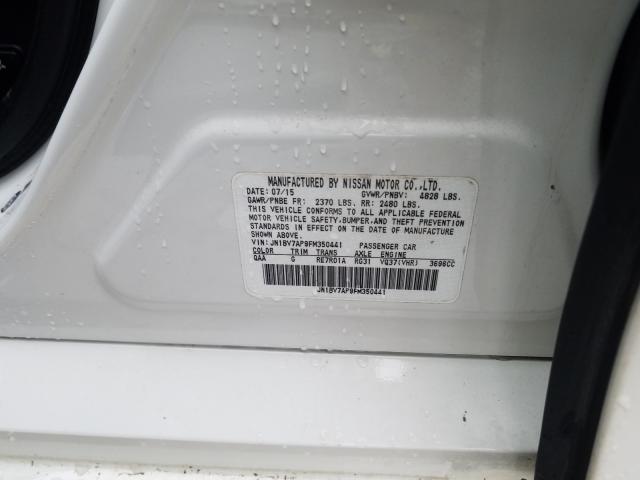 MANUFACTURED BY NISSAN MOTOR CO.,LTD.
DATE: 07/15 GVWR/PNBV: 4828 LBS.
GAWR/PNBE FR: 2370 LBS. RR: 2480 LBS.
THIS VEHICLE CONFORMS TO ALL APPLICABLE FEDERAL
MOTOR VEHICLE SAFETY, BUMPER, AND THEFT PREVENTION
STANDARDS IN EFFECT ON THE DATE OF MANUFACTURE
SHOWN ABOVE.
VIN: JN1BV7AP9FM350441 PASSENGER CAR
COLOR TRIM TRANS AXLE ENGINE
QAA G RE7R01A RG31 VQ37(VHR) 3696CC
JN1BV7AP9FM350441